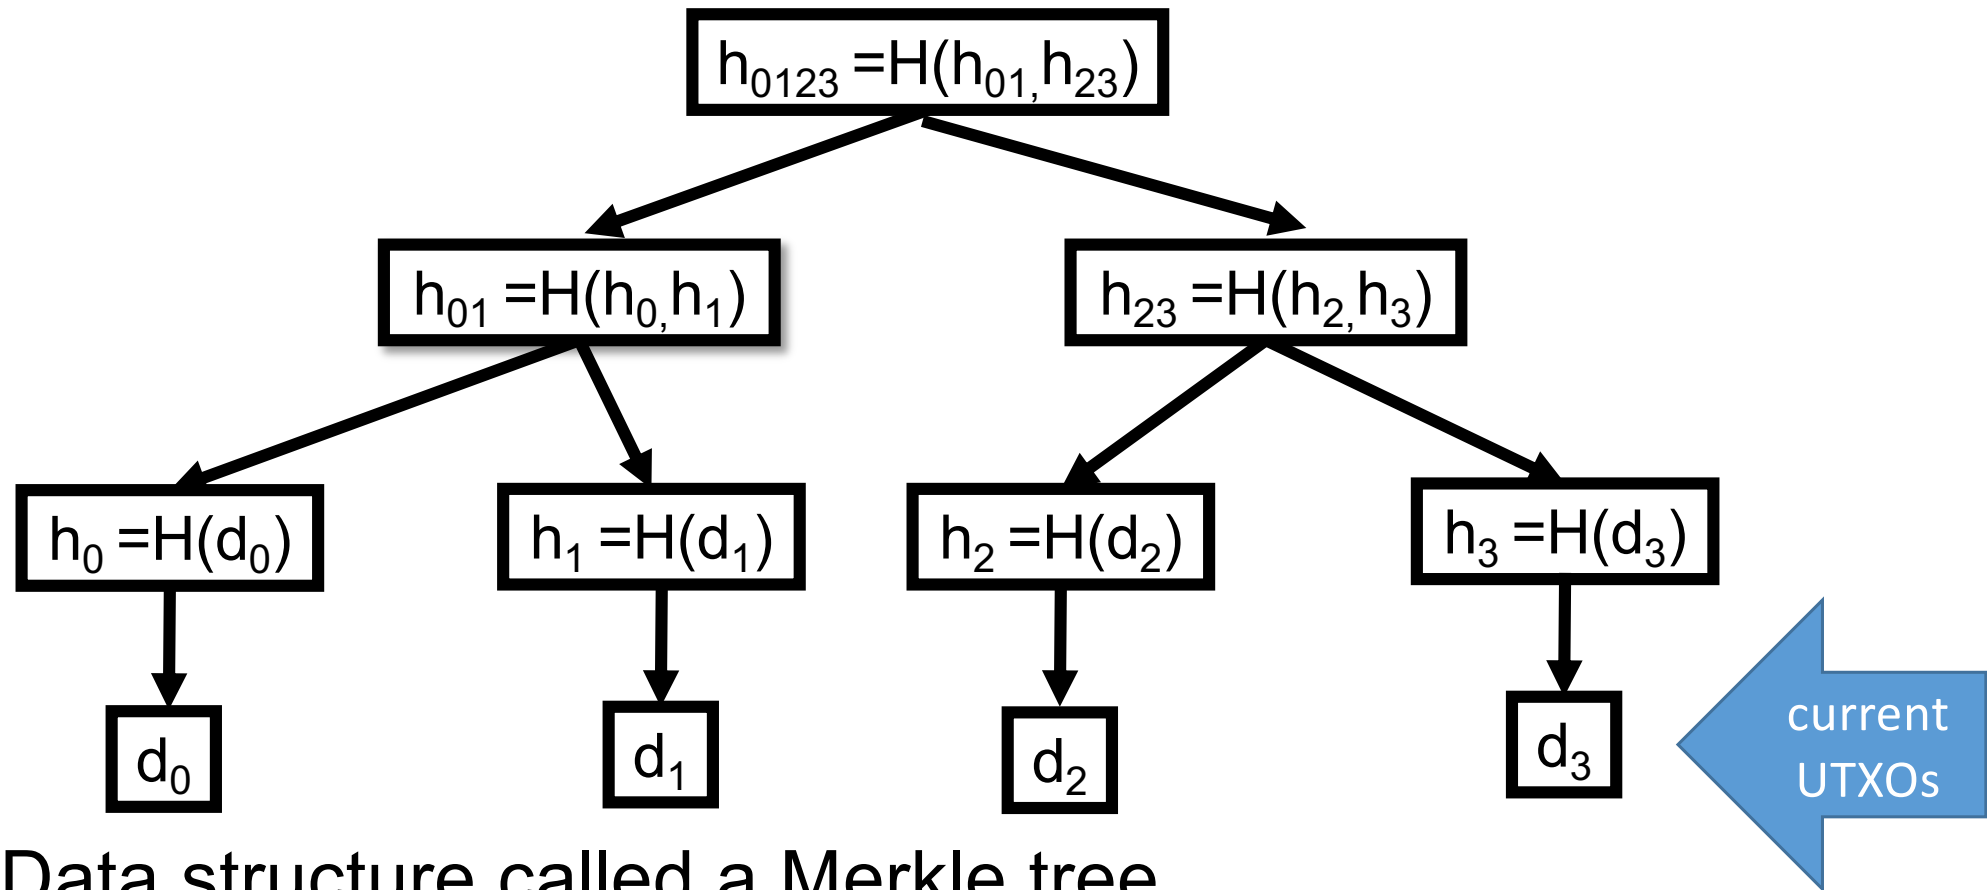 h₀₁₂₃ =H(h₀₁,h₂₃)
h₀₁ =H(h₀,h₁)
h₂₃ =H(h₂,h₃)
h₀ =H(d₀)
h₁ =H(d₁)
h₂ =H(d₂)
h₃ =H(d₃)
d₀
d₁
d₂
d₃
current
UTXOs
Data structure called a Merkle tree